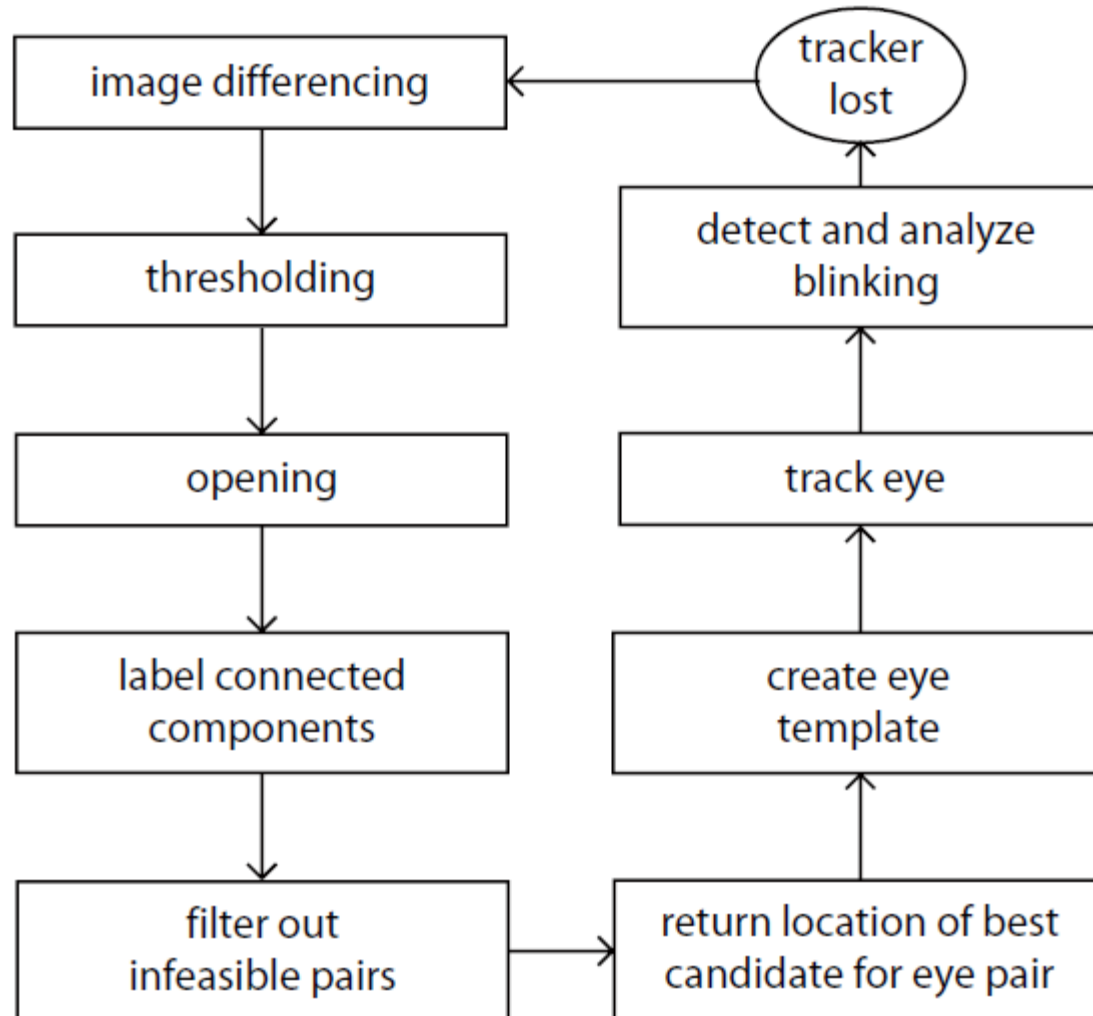 image differencing
thresholding
opening
label connected
components
filter out
infeasible pairs
return location of best
candidate for eye pair
create eye
template
track eye
detect and analyze
blinking
tracker
lost